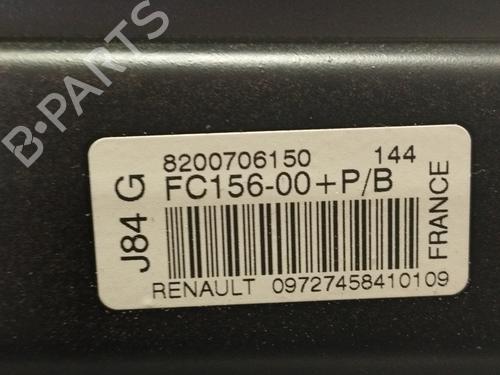 B-PARTS
8200706150 144
FC156-00+P/B
J84 G
FRANCE
RENAULT 09727458410109